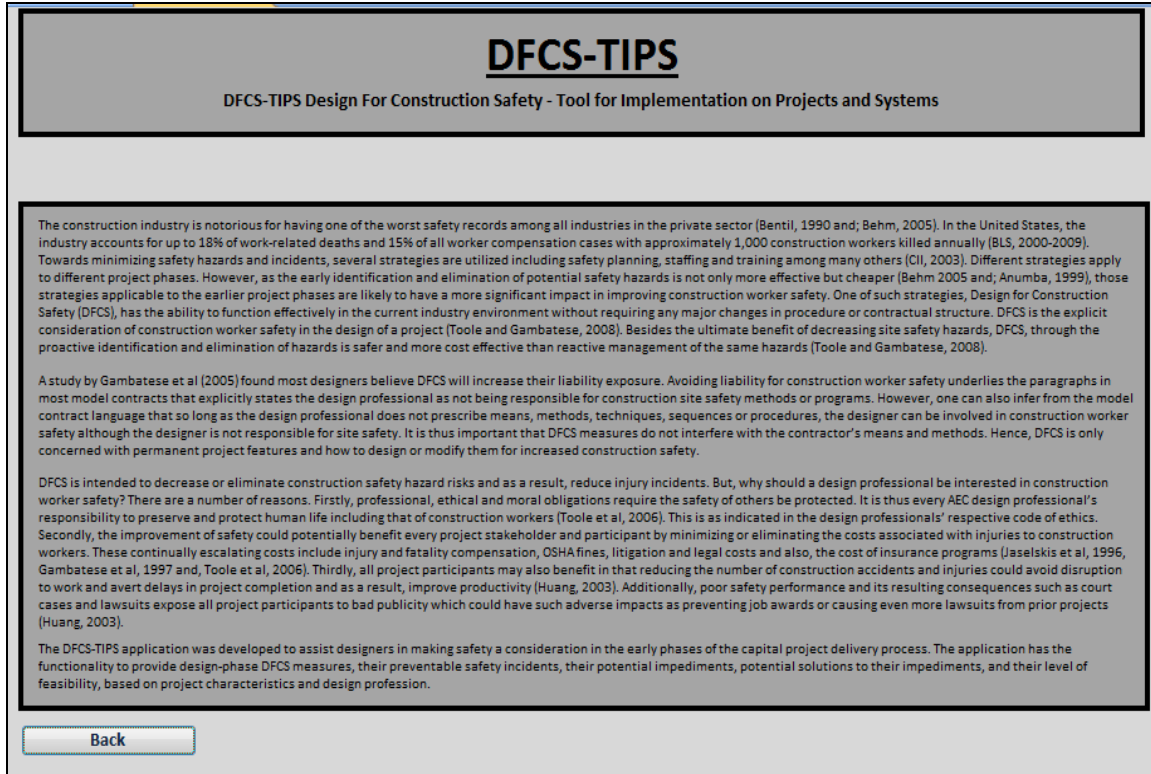 DFCS-TIPS
DFCS-TIPS Design For Construction Safety - Tool for Implementation on Projects and Systems
The construction industry is notorious for having one of the worst safety records among all industries in the private sector (Bentil, 1990 and; Behm, 2005). In the United States, the
industry accounts for up to 18% of work-related deaths and 15% of all worker compensation cases with approximately 1,000 construction workers killed annually (BLS, 2000-2009).
Towards minimizing safety hazards and incidents, several strategies are utilized including safety planning, staffing and training among many others (CII, 2003). Different strategies apply
to different project phases. However, as the early identification and elimination of potential safety hazards is not only more effective but cheaper (Behm 2005 and; Anumba, 1999), those
strategies applicable to the earlier project phases are likely to have a more significant impact in improving construction worker safety. One of such strategies, Design for Construction
Safety (DFCS), has the ability to function effectively in the current industry environment without requiring any major changes in procedure or contractual structure. DFCS is the explicit
consideration of construction worker safety in the design of a project (Toole and Gambatese, 2008). Besides the ultimate benefit of decreasing site safety hazards, DFCS, through the
proactive identification and elimination of hazards is safer and more cost effective than reactive management of the same hazards (Toole and Gambatese, 2008).
A study by Gambatese et al (2005) found most designers believe DFCS will increase their liability exposure. Avoiding liability for construction worker safety underlies the paragraphs in
most model contracts that explicitly states the design professional as not being responsible for construction site safety methods or programs. However, one can also infer from the model
contract language that so long as the design professional does not prescribe means, methods, techniques, sequences or procedures, the designer can be involved in construction worker
safety although the designer is not responsible for site safety. It is thus important that DFCS measures do not interfere with the contractor's means and methods. Hence, DFCS is only
concerned with permanent project features and how to design or modify them for increased construction safety.
DFCS is intended to decrease or eliminate construction safety hazard risks and as a result, reduce injury incidents. But, why should a design professional be interested in construction
worker safety? There are a number of reasons. Firstly, professional, ethical and moral obligations require the safety of others be protected. It is thus every AEC design professional's
responsibility to preserve and protect human life including that of construction workers (Toole et al, 2006). This is as indicated in the design professionals' respective code of ethics.
Secondly, the improvement of safety could potentially benefit every project stakeholder and participant by minimizing or eliminating the costs associated with injuries to construction
workers. These continually escalating costs include injury and fatality compensation, OSHA fines, litigation and legal costs and also, the cost of insurance programs (Jaselskis et al, 1996,
Gambatese et al, 1997 and, Toole et al, 2006). Thirdly, all project participants may also benefit in that reducing the number of construction accidents and injuries could avoid disruption
to work and avert delays in project completion and as a result, improve productivity (Huang, 2003). Additionally, poor safety performance and its resulting consequences such as court
cases and lawsuits expose all project participants to bad publicity which could have such adverse impacts as preventing job awards or causing even more lawsuits from prior projects
(Huang, 2003).
The DFCS-TIPS application was developed to assist designers in making safety a consideration in the early phases of the capital project delivery process. The application has the
functionality to provide design-phase DFCS measures, their preventable safety incidents, their potential impediments, potential solutions to their impediments, and their level of
feasibility, based on project characteristics and design profession.
Back